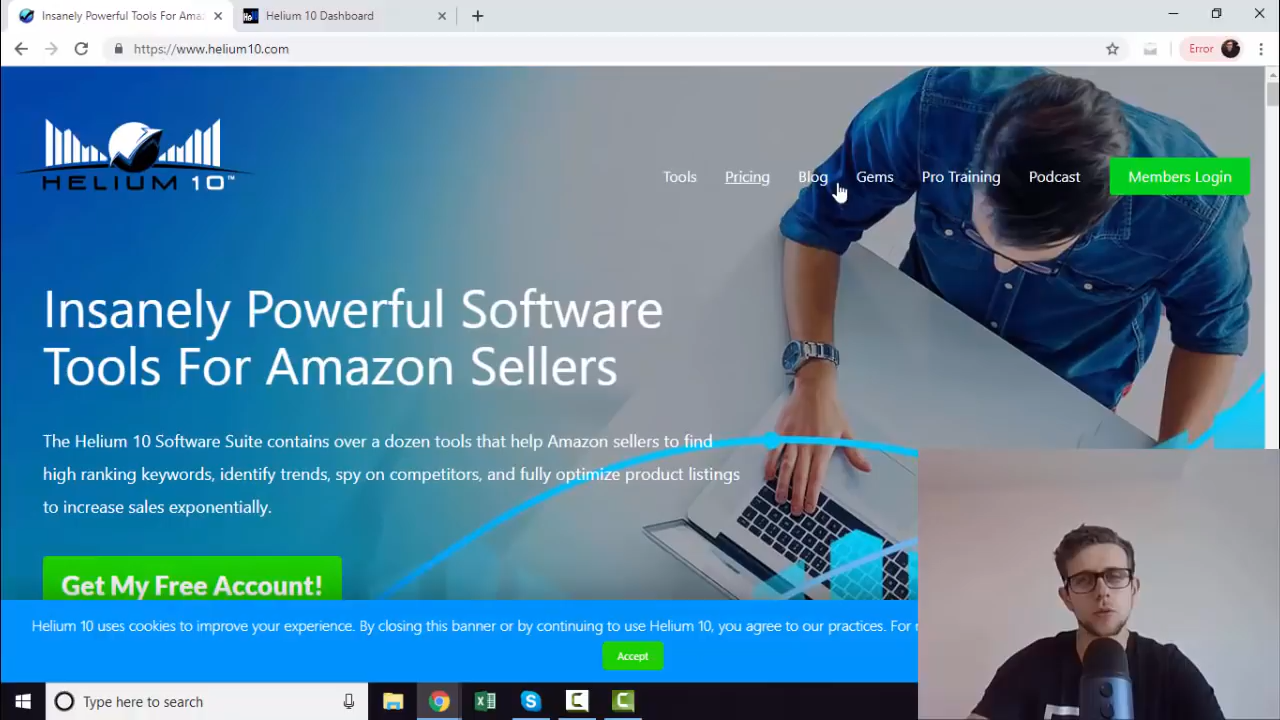 Insanely Powerful Tools For Ama
Helium 10 Dashboard
https://www.helium10.com
Error
HELIUM 10™
Tools
Pricing
Blog
Gems
Pro Training
Podcast
Members Login
Insanely Powerful Software
Tools For Amazon Sellers
The Helium 10 Software Suite contains over a dozen tools that help Amazon sellers to find
high ranking keywords, identify trends, spy on competitors, and fully optimize product listings
to increase sales exponentially.
Get My Free Account!
Helium 10 uses cookies to improve your experience. By closing this banner or by continuing to use Helium 10, you agree to our practices. For
Accept
Type here to search